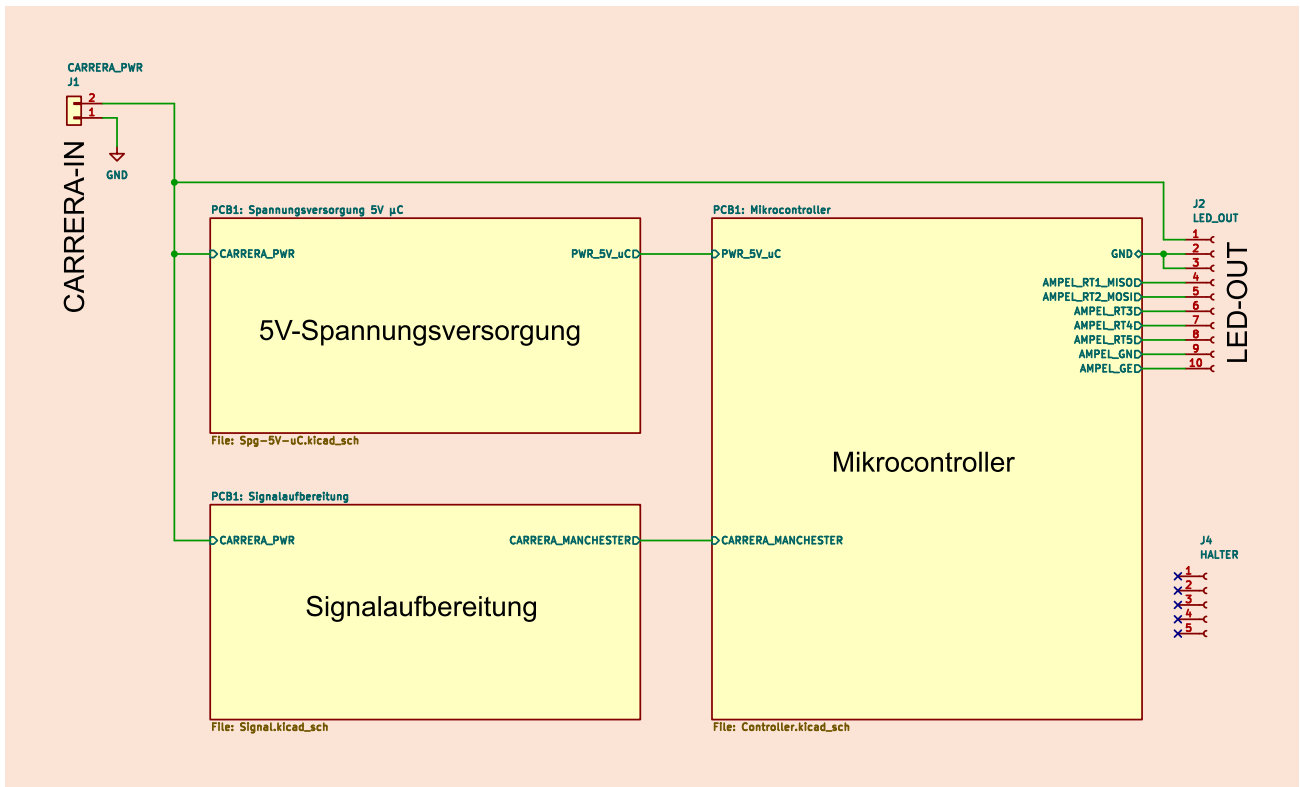 CARRERA_PWR
J1
2
1
GND
CARRERA-IN
PCB1: Spannungsversorgung 5V µC
CARRERA_PWR
PWR_5V_uC
5V-Spannungsversorgung
File: Spg-5V-uC.kicad_sch
PCB1: Signalaufbereitung
CARRERA_PWR
CARRERA_MANCHESTER
Signalaufbereitung
File: Signal.kicad_sch
PCB1: Mikrocontroller
PWR_5V_uC
GND
AMPEL_RT1_MISO
AMPEL_RT2_MOSI
AMPEL_RT3
AMPEL_RT4
AMPEL_RT5
AMPEL_GN
AMPEL_GE
Mikrocontroller
CARRERA_MANCHESTER
File: Controller.kicad_sch
J2
LED_OUT
1
2
3
4
5
6
7
8
9
10
LED-OUT
J4
HALTER
1
2
3
4
5